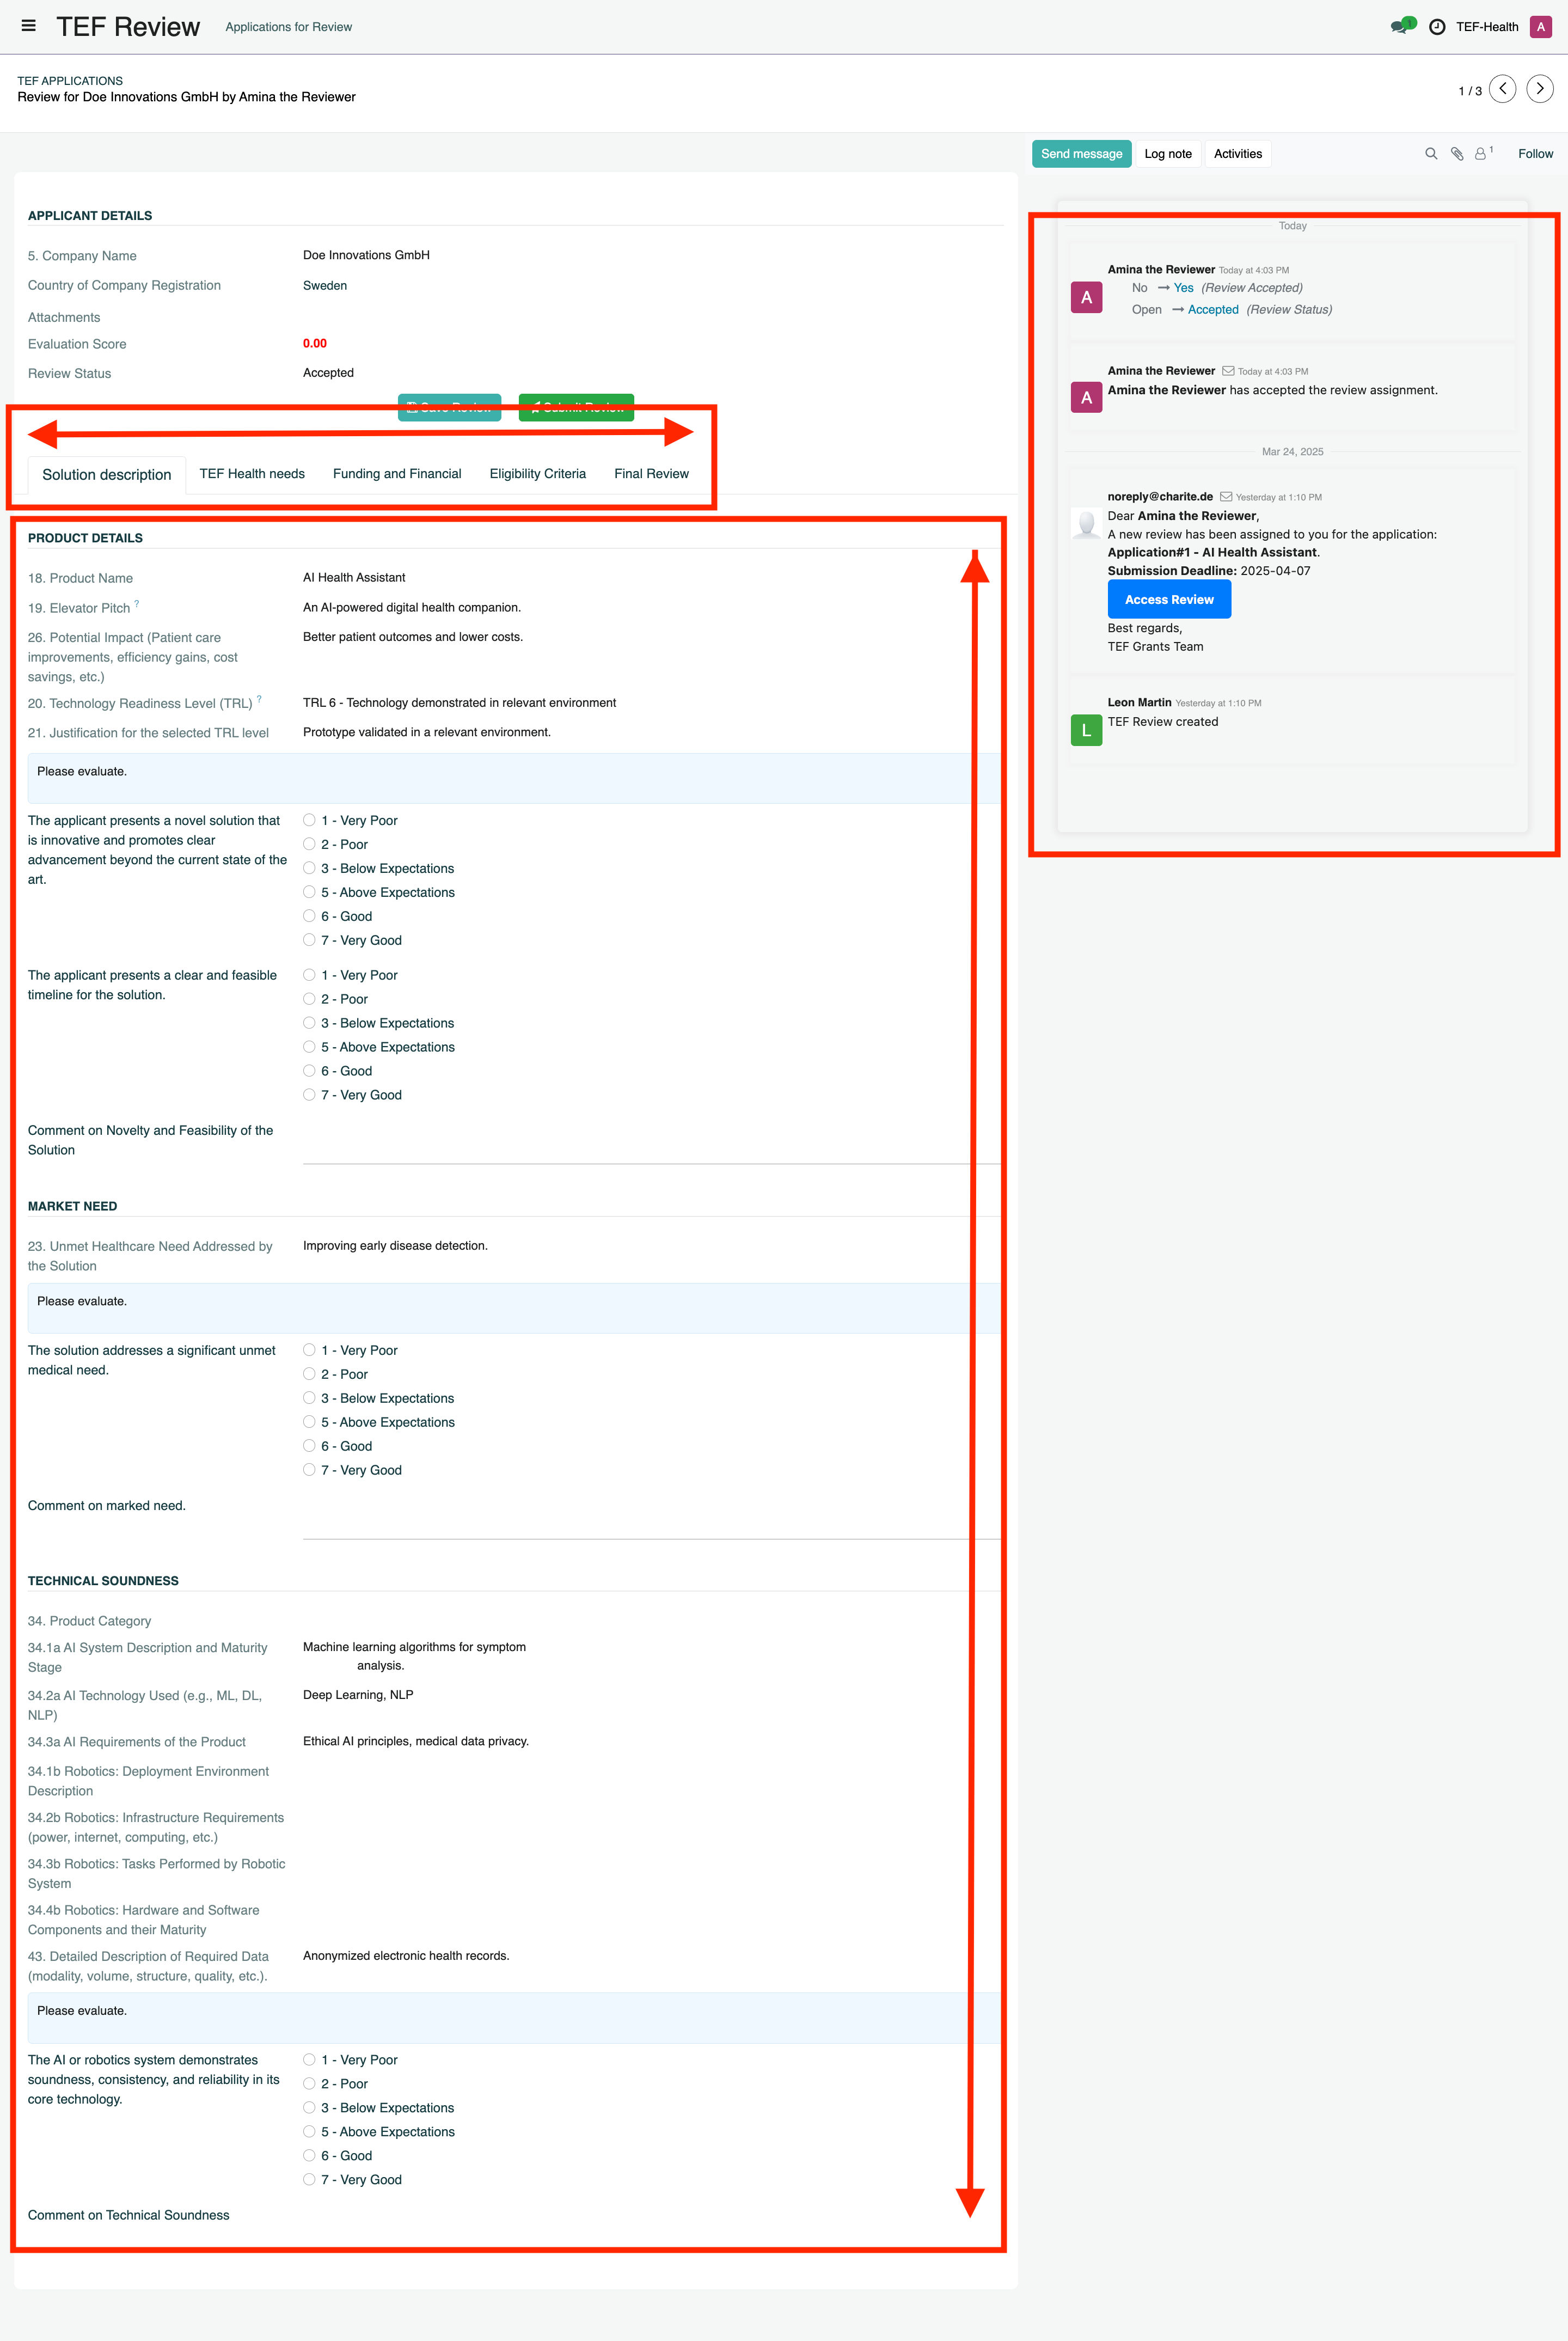 TEF Review Applications for Review 1 TEF-Health A
TEF APPLICATIONS
Review for Doe Innovations GmbH by Amina the Reviewer
1 / 3
APPLICANT DETAILS
5. Company Name Doe Innovations GmbH
Country of Company Registration Sweden
Attachments
Evaluation Score 0.00
Review Status Accepted
Save Review Submit Review
Solution description TEF Health needs Funding and Financial Eligibility Criteria Final Review
PRODUCT DETAILS
18. Product Name AI Health Assistant
19. Elevator Pitch ? An AI-powered digital health companion.
26. Potential Impact (Patient care Better patient outcomes and lower costs.
improvements, efficiency gains, cost
savings, etc.)
20. Technology Readiness Level (TRL) ? TRL 6 - Technology demonstrated in relevant environment
21. Justification for the selected TRL level Prototype validated in a relevant environment.
Please evaluate.
The applicant presents a novel solution that
is innovative and promotes clear
advancement beyond the current state of the
art.
1 - Very Poor
2 - Poor
3 - Below Expectations
5 - Above Expectations
6 - Good
7 - Very Good
The applicant presents a clear and feasible
timeline for the solution.
1 - Very Poor
2 - Poor
3 - Below Expectations
5 - Above Expectations
6 - Good
7 - Very Good
Comment on Novelty and Feasibility of the
Solution
MARKET NEED
23. Unmet Healthcare Need Addressed by Improving early disease detection.
the Solution
Please evaluate.
The solution addresses a significant unmet
medical need.
1 - Very Poor
2 - Poor
3 - Below Expectations
5 - Above Expectations
6 - Good
7 - Very Good
Comment on marked need.
TECHNICAL SOUNDNESS
34. Product Category
34.1a AI System Description and Maturity Machine learning algorithms for symptom
Stage analysis.
34.2a AI Technology Used (e.g., ML, DL, Deep Learning, NLP
NLP)
34.3a AI Requirements of the Product Ethical AI principles, medical data privacy.
34.1b Robotics: Deployment Environment
Description
34.2b Robotics: Infrastructure Requirements
(power, internet, computing, etc.)
34.3b Robotics: Tasks Performed by Robotic
System
34.4b Robotics: Hardware and Software
Components and their Maturity
43. Detailed Description of Required Data Anonymized electronic health records.
(modality, volume, structure, quality, etc.).
Please evaluate.
The AI or robotics system demonstrates
soundness, consistency, and reliability in its
core technology.
1 - Very Poor
2 - Poor
3 - Below Expectations
5 - Above Expectations
6 - Good
7 - Very Good
Comment on Technical Soundness
Send message Log note Activities 1 Follow
Today
Amina the Reviewer Today at 4:03 PM
A
No → Yes (Review Accepted)
Open → Accepted (Review Status)
Amina the Reviewer Today at 4:03 PM
A
Amina the Reviewer has accepted the review assignment.
Mar 24, 2025
noreply@charite.de Yesterday at 1:10 PM
Dear Amina the Reviewer,
A new review has been assigned to you for the application:
Application#1 - AI Health Assistant.
Submission Deadline: 2025-04-07
Access Review
Best regards,
TEF Grants Team
Leon Martin Yesterday at 1:10 PM
L
TEF Review created